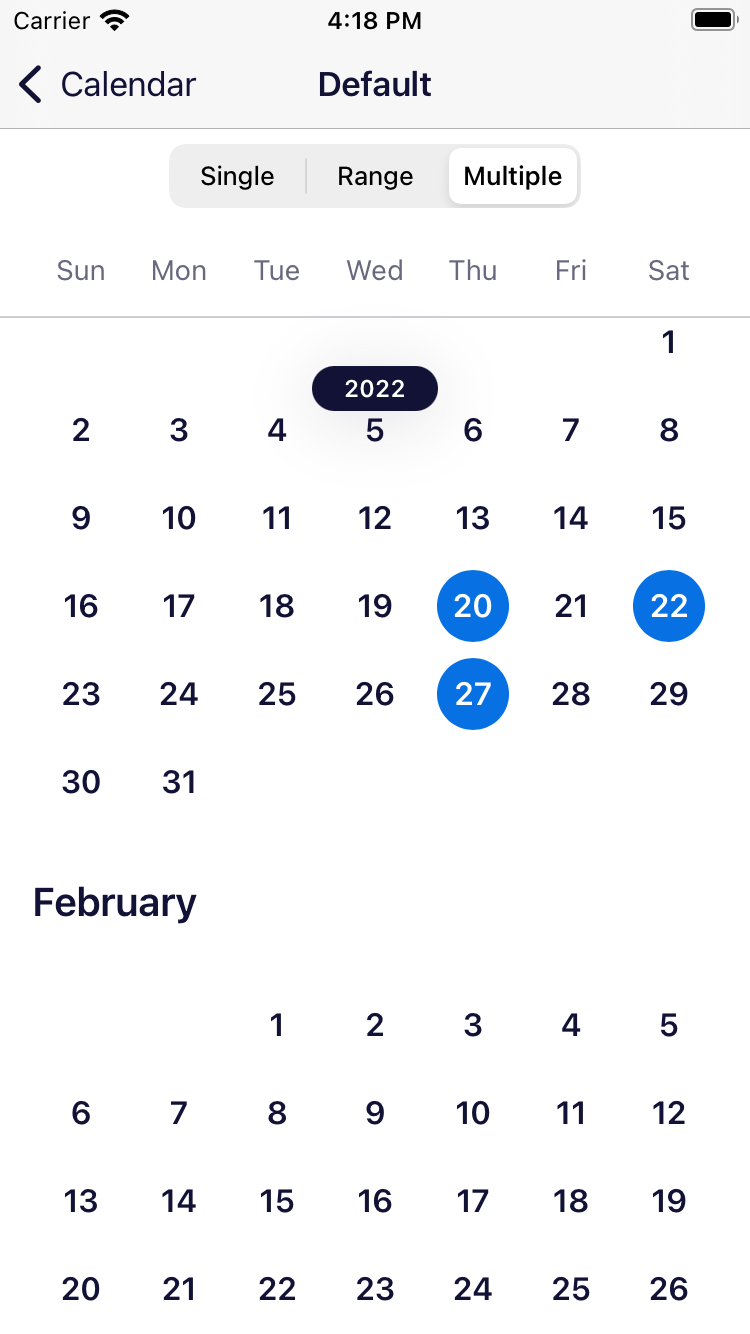 Carrier 4:18 PM
Calendar Default
Single Range Multiple
Sun Mon Tue Wed Thu Fri Sat
1
2022
2 3 4 5 6 7 8
9 10 11 12 13 14 15
16 17 18 19 20 21 22
23 24 25 26 27 28 29
30 31
February
1 2 3 4 5
6 7 8 9 10 11 12
13 14 15 16 17 18 19
20 21 22 23 24 25 26